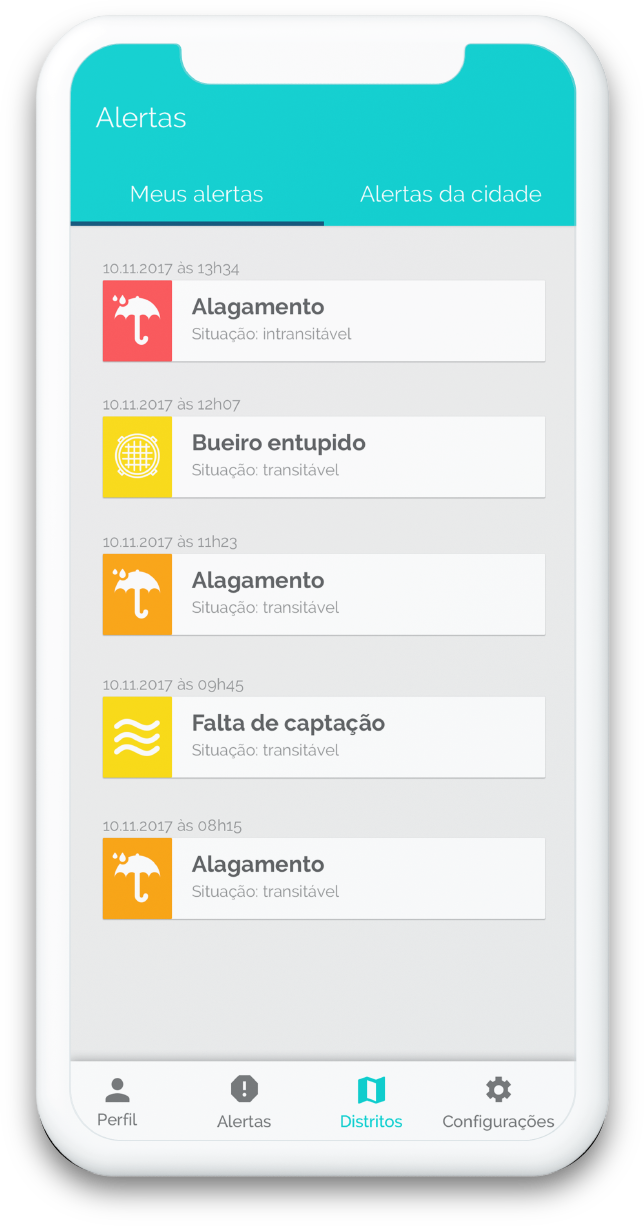 Alertas
Meus alertas
Alertas da cidade
10.11.2017 às 13h34
Alagamento
Situação: intransitável
10.11.2017 às 12h07
Bueiro entupido
Situação: transitável
10.11.2017 às 11h23
Alagamento
Situação: transitável
10.11.2017 às 09h45
Falta de captação
Situação: transitável
10.11.2017 às 08h15
Alagamento
Situação: transitável
Perfil
Alertas
Distritos
Configurações